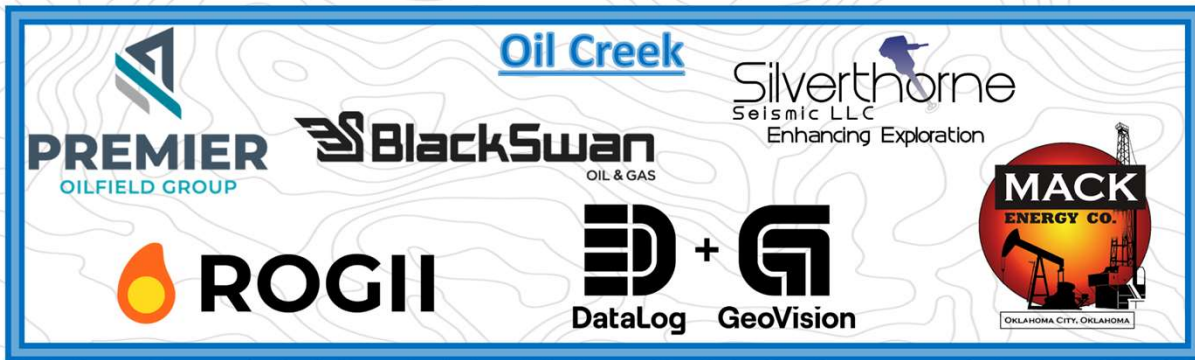 Oil Creek
PREMIER
OILFIELD GROUP
BlackSwan
OIL & GAS
Silverthorne
Seismic LLC
Enhancing Exploration
MACK
ENERGY CO.
OKLAHOMA CITY, OKLAHOMA
ROGII
DataLog + GeoVision